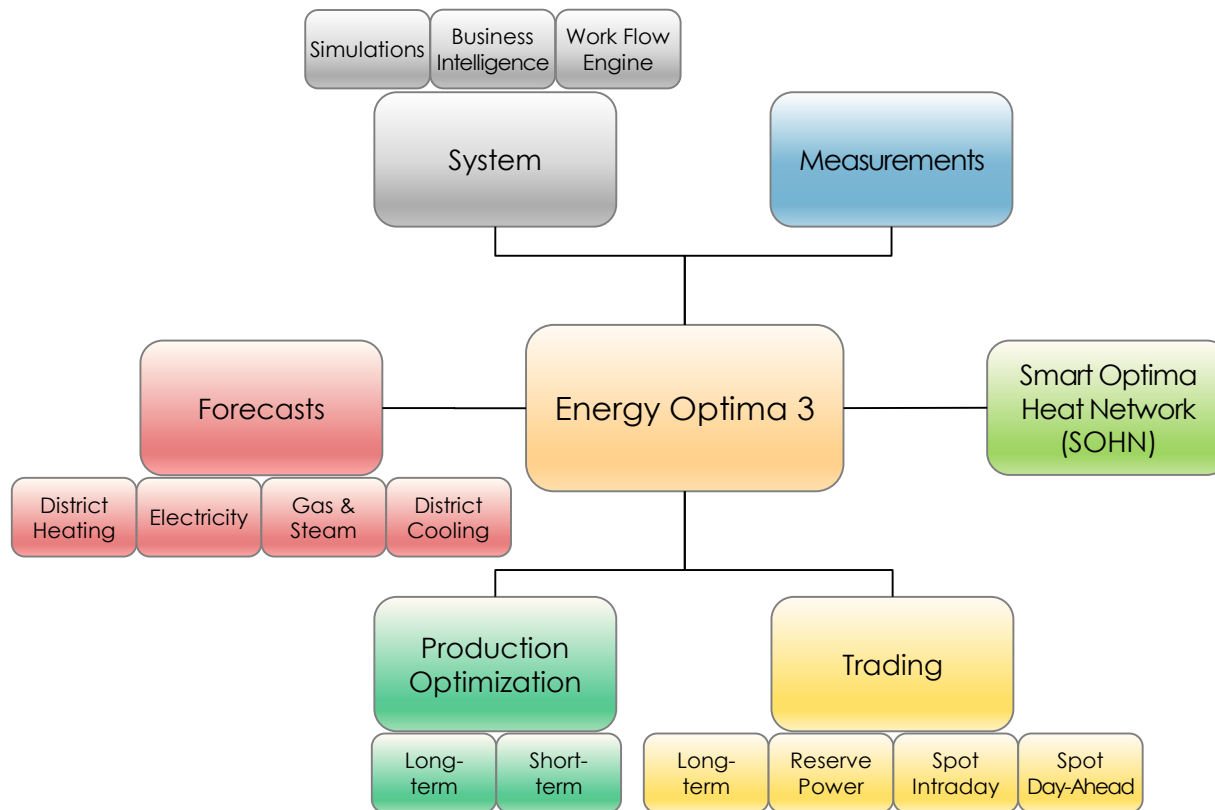 Simulations
Business
Intelligence
Work Flow
Engine
System
Measurements
Forecasts
Energy Optima 3
Smart Optima
Heat Network
(SOHN)
District
Heating
Electricity
Gas &
Steam
District
Cooling
Production
Optimization
Trading
Long-
term
Short-
term
Long-
term
Reserve
Power
Spot
Intraday
Spot
Day-Ahead